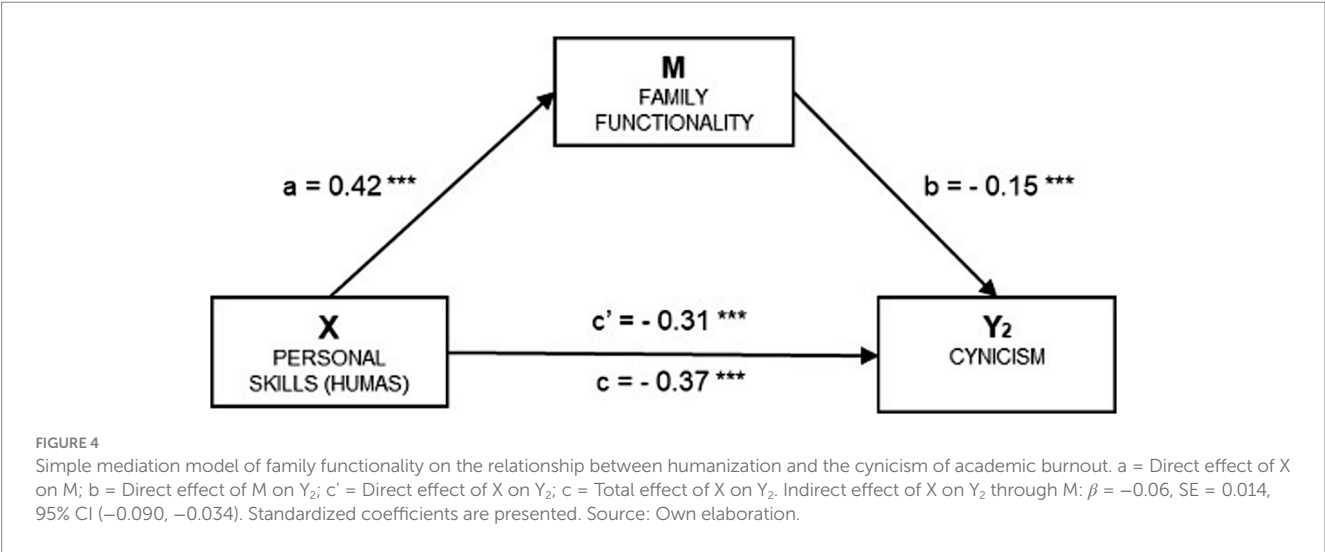 M
FAMILY
FUNCTIONALITY
a = 0.42 ***
b = - 0.15 ***
X
PERSONAL
SKILLS (HUMAS)
c’ = - 0.31 ***
c = - 0.37 ***
Y₂
CYNICISM
FIGURE 4
Simple mediation model of family functionality on the relationship between humanization and the cynicism of academic burnout. a = Direct effect of X
on M; b = Direct effect of M on Y₂; c' = Direct effect of X on Y₂; c = Total effect of X on Y₂. Indirect effect of X on Y₂ through M: β = −0.06, SE = 0.014,
95% CI (−0.090, −0.034). Standardized coefficients are presented. Source: Own elaboration.